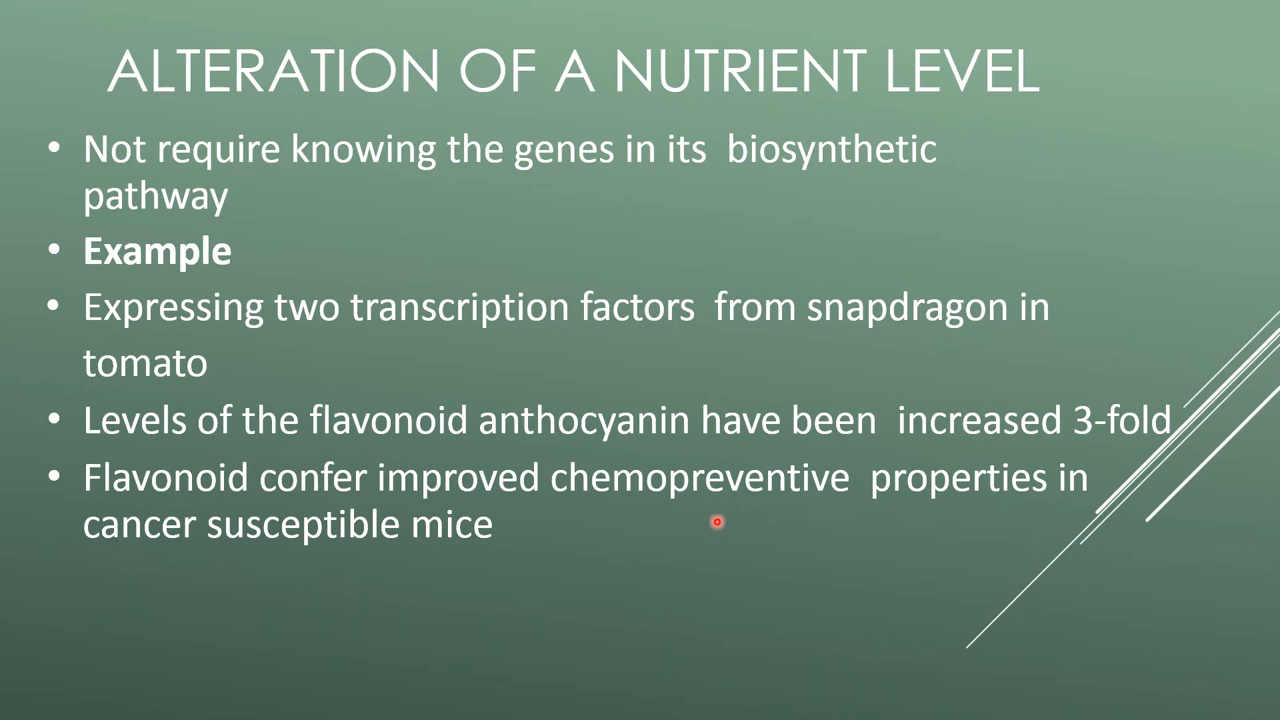 ALTERATION OF A NUTRIENT LEVEL
• Not require knowing the genes in its biosynthetic
pathway
• Example
• Expressing two transcription factors from snapdragon in
tomato
• Levels of the flavonoid anthocyanin have been increased 3-fold
• Flavonoid confer improved chemopreventive properties in
cancer susceptible mice